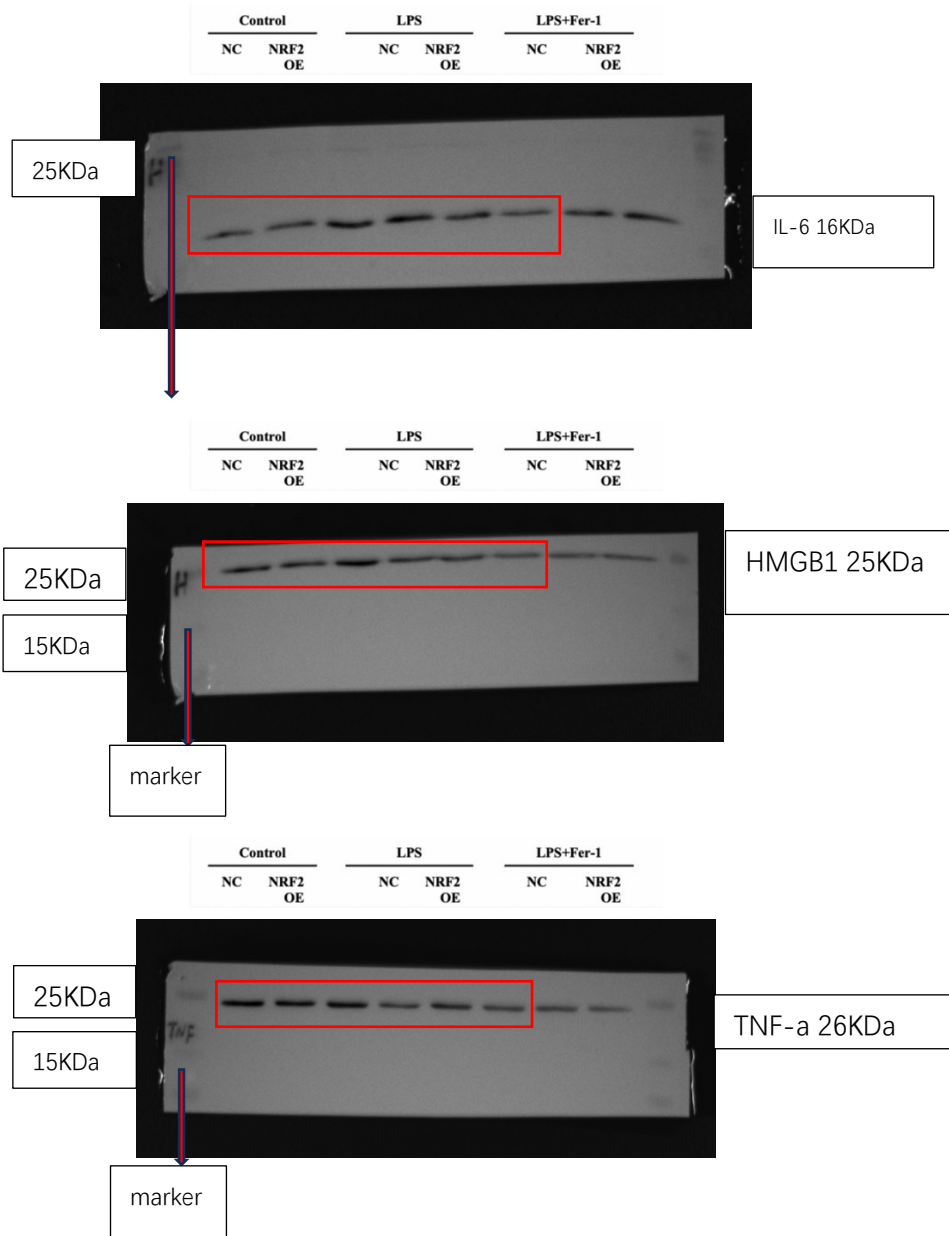 Control LPS LPS+Fer-1
NC NRF2 OE NC NRF2 OE NC NRF2 OE
25KDa
IL-6 16KDa
Control LPS LPS+Fer-1
NC NRF2 OE NC NRF2 OE NC NRF2 OE
25KDa
H
HMGB1 25KDa
15KDa
marker
Control LPS LPS+Fer-1
NC NRF2 OE NC NRF2 OE NC NRF2 OE
25KDa
TNF
TNF-a 26KDa
15KDa
marker